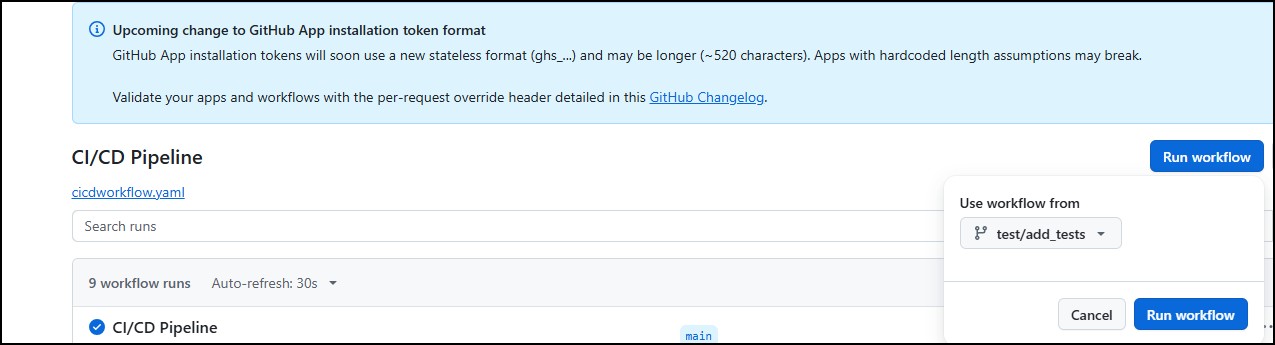 Upcoming change to GitHub App installation token format
GitHub App installation tokens will soon use a new stateless format (ghs_...) and may be longer (~520 characters). Apps with hardcoded length assumptions may break.
Validate your apps and workflows with the per-request override header detailed in this GitHub Changelog.
CI/CD Pipeline
Run workflow
cicdworkflow.yaml
Use workflow from
Search runs
test/add_tests
9 workflow runs Auto-refresh: 30s
Cancel Run workflow
CI/CD Pipeline
main